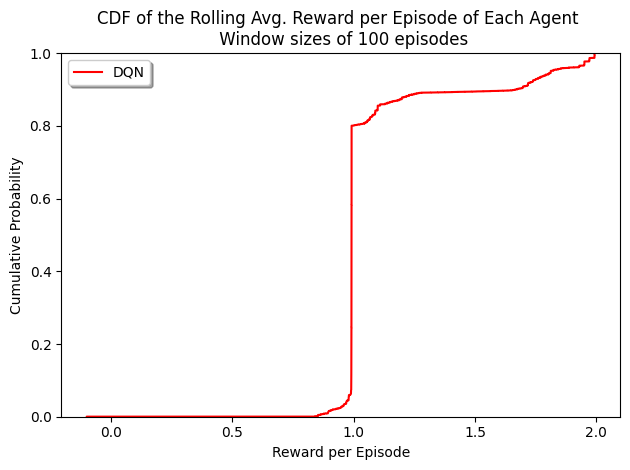 CDF of the Rolling Avg. Reward per Episode of Each Agent
Window sizes of 100 episodes
DQN
Cumulative Probability
1.0
0.8
0.6
0.4
0.2
0.0
0.0 0.5 1.0 1.5 2.0
Reward per Episode